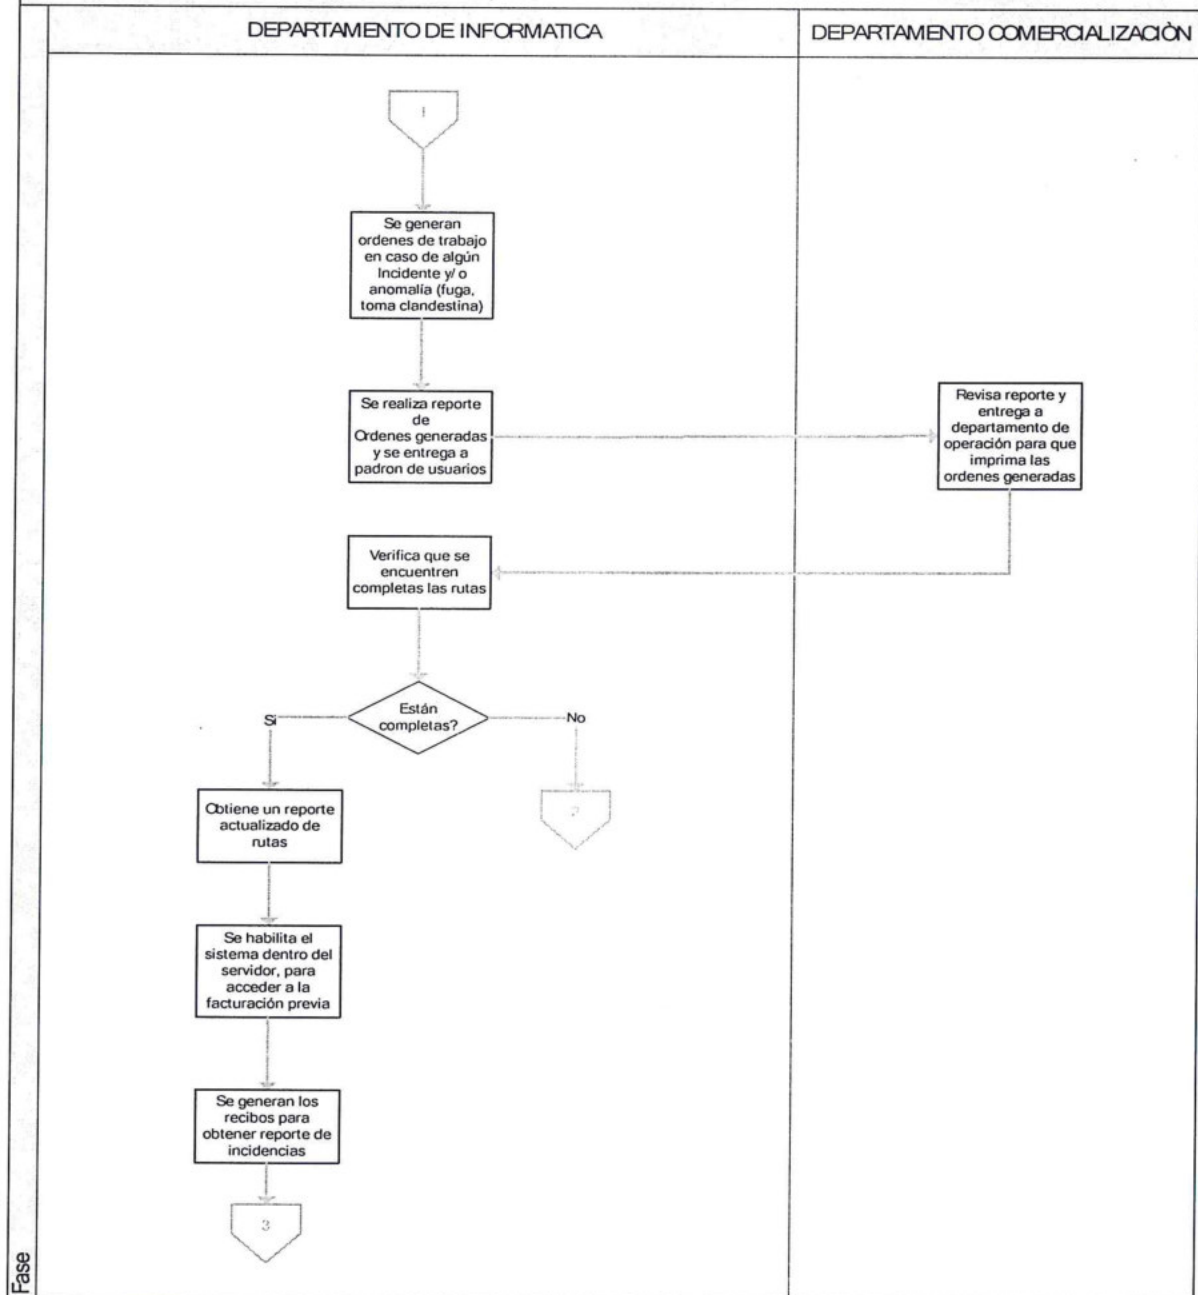 DEPARTAMENTO DE INFORMATICA
DEPARTAMENTO COMERCIALIZACIÒN
1
Se generan
ordenes de trabajo
en caso de algún
Incidente y/o
anomalía (fuga,
toma clandestina)
Se realiza reporte
de
Ordenes generadas
y se entrega a
padron de usuarios
Revisa reporte y
entrega a
departamento de
operación para que
imprima las
ordenes generadas
Verifica que se
encuentren
completas las rutas
Están
completas?
Si
No
2
Obtiene un reporte
actualizado de
rutas
Se habilita el
sistema dentro del
servidor, para
acceder a la
facturación previa
Se generan los
recibos para
obtener reporte de
incidencias
3
Fase